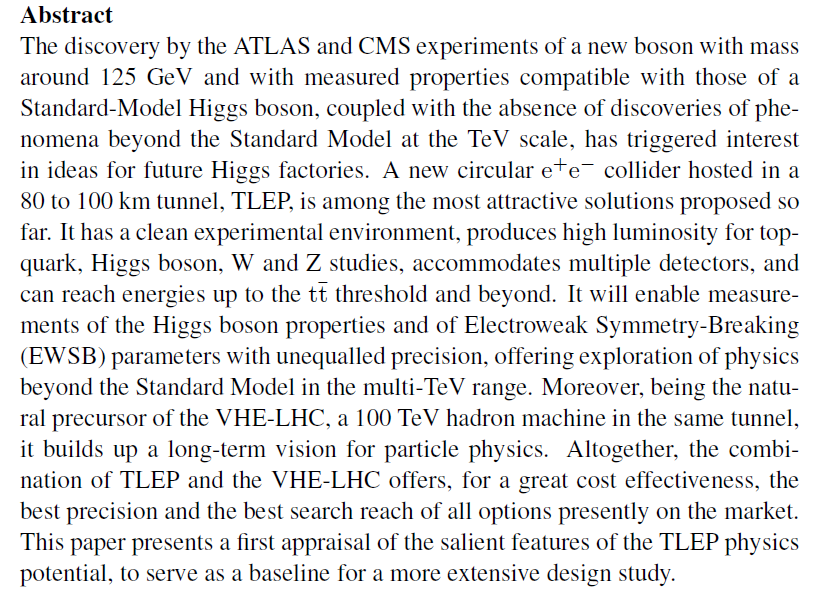 Abstract
The discovery by the ATLAS and CMS experiments of a new boson with mass
around 125 GeV and with measured properties compatible with those of a
Standard-Model Higgs boson, coupled with the absence of discoveries of phe-
nomena beyond the Standard Model at the TeV scale, has triggered interest
in ideas for future Higgs factories. A new circular e⁺e⁻ collider hosted in a
80 to 100 km tunnel, TLEP, is among the most attractive solutions proposed so
far. It has a clean experimental environment, produces high luminosity for top-
quark, Higgs boson, W and Z studies, accommodates multiple detectors, and
can reach energies up to the tt̄ threshold and beyond. It will enable measure-
ments of the Higgs boson properties and of Electroweak Symmetry-Breaking
(EWSB) parameters with unequalled precision, offering exploration of physics
beyond the Standard Model in the multi-TeV range. Moreover, being the natu-
ral precursor of the VHE-LHC, a 100 TeV hadron machine in the same tunnel,
it builds up a long-term vision for particle physics. Altogether, the combi-
nation of TLEP and the VHE-LHC offers, for a great cost effectiveness, the
best precision and the best search reach of all options presently on the market.
This paper presents a first appraisal of the salient features of the TLEP physics
potential, to serve as a baseline for a more extensive design study.